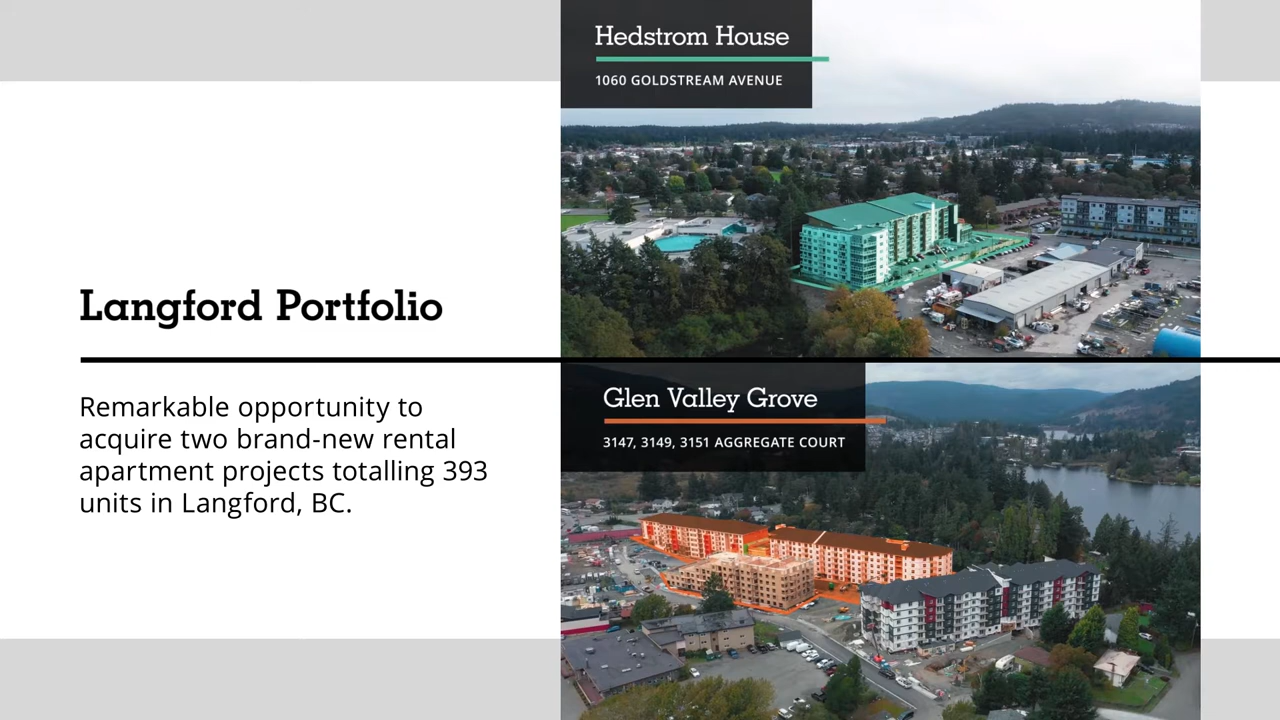 Hedstrom House
1060 GOLDSTREAM AVENUE
Langford Portfolio
Remarkable opportunity to
acquire two brand-new rental
apartment projects totalling 393
units in Langford, BC.
Glen Valley Grove
3147, 3149, 3151 AGGREGATE COURT